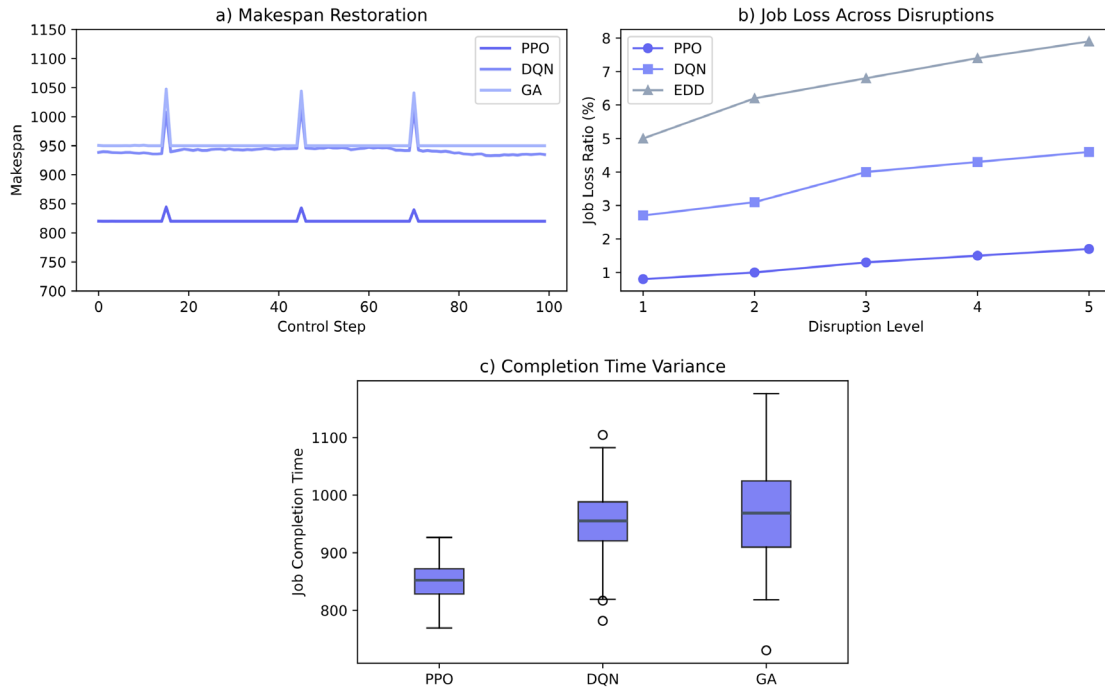 a) Makespan Restoration
1150
1100
1050
1000
950
900
850
800
750
700
Makespan
0
20
40
60
80
100
Control Step
PPO
DQN
GA
b) Job Loss Across Disruptions
8
7
6
5
4
3
2
1
Job Loss Ratio (%)
1
2
3
4
5
Disruption Level
PPO
DQN
EDD
c) Completion Time Variance
1100
1000
900
800
Job Completion Time
PPO
DQN
GA